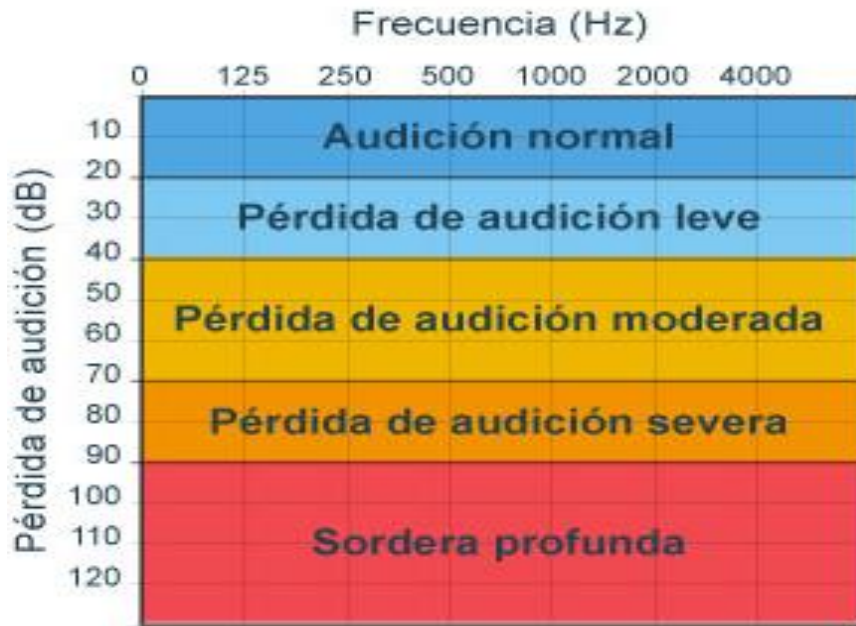 Frecuencia (Hz)
0 125 250 500 1000 2000 4000
Pérdida de audición (dB)
10
Audición normal
20
30
Pérdida de audición leve
40
50
Pérdida de audición moderada
60
70
80
Pérdida de audición severa
90
100
110
Sordera profunda
120